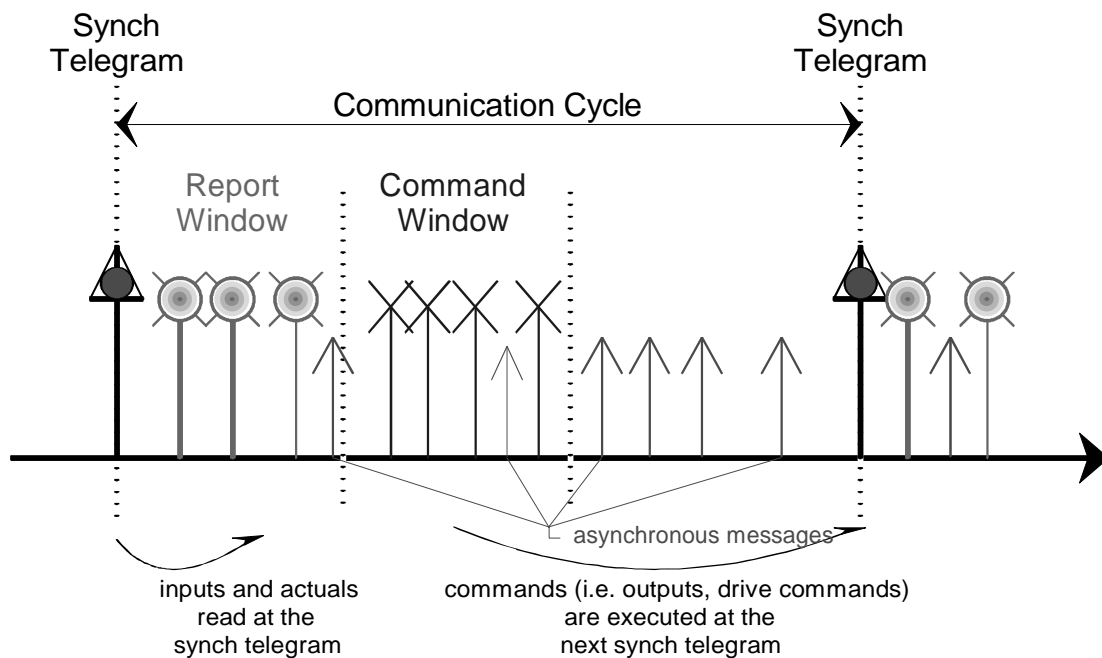 Synch
Telegram
Synch
Telegram
Communication Cycle
Report
Window
Command
Window
asynchronous messages
inputs and actuals
read at the
synch telegram
commands (i.e. outputs, drive commands)
are executed at the
next synch telegram